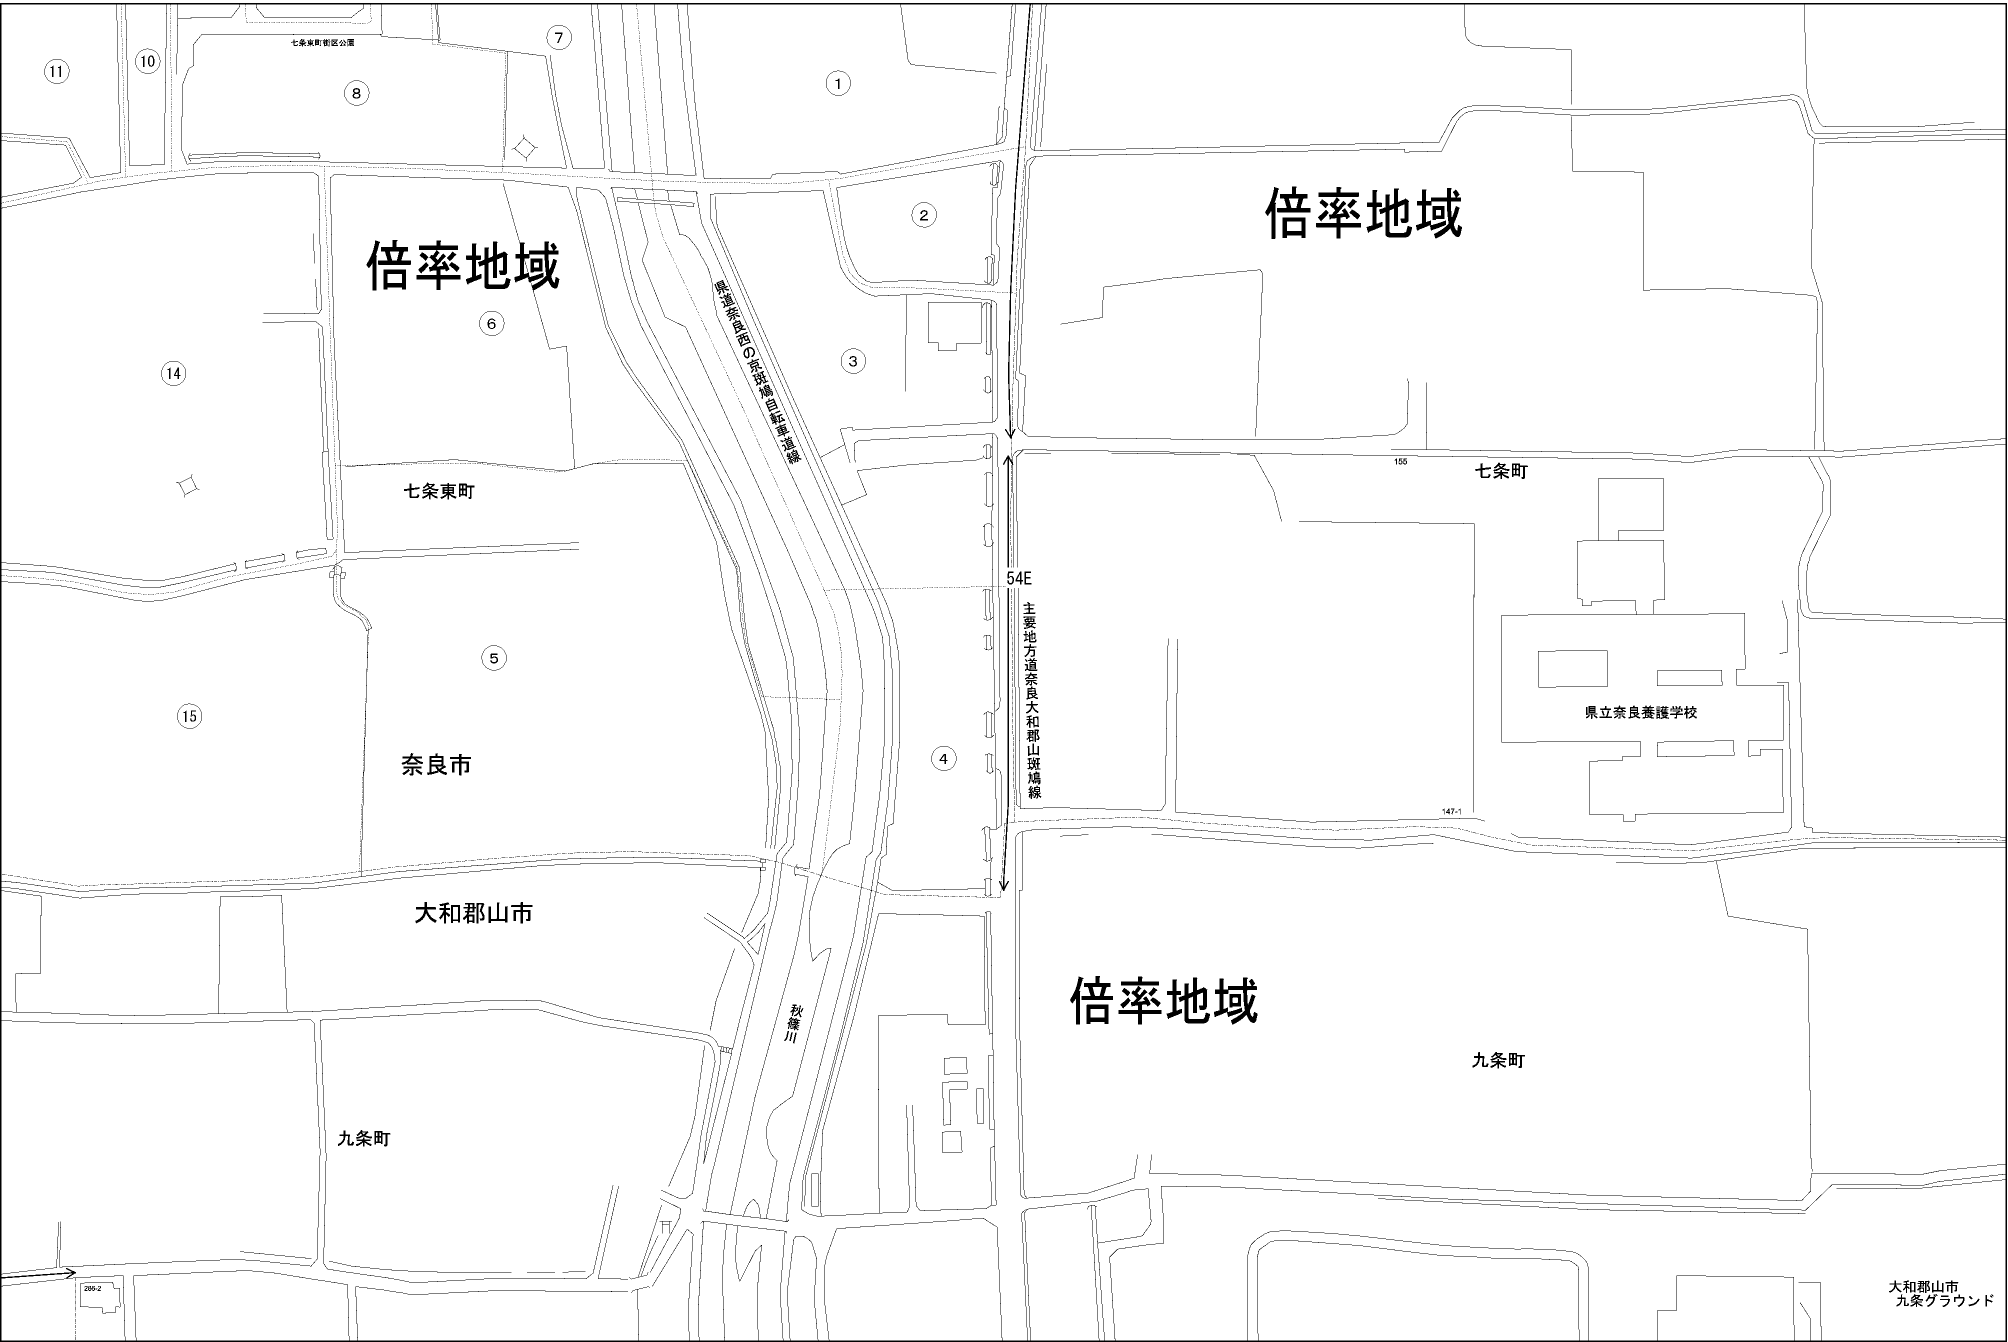 七条東町街区公園
⑦
⑩
⑪
①
⑧
倍率地域
②
倍率地域
県道奈良西の京斑鳩自転車道線
⑥
③
⑭
155
七条町
七条東町
54E
主要地方道奈良大和郡山斑鳩線
⑤
県立奈良養護学校
⑮
④
奈良市
147-1
大和郡山市
倍率地域
秋篠川
九条町
九条町
286-2
大和郡山市
九条グラウンド